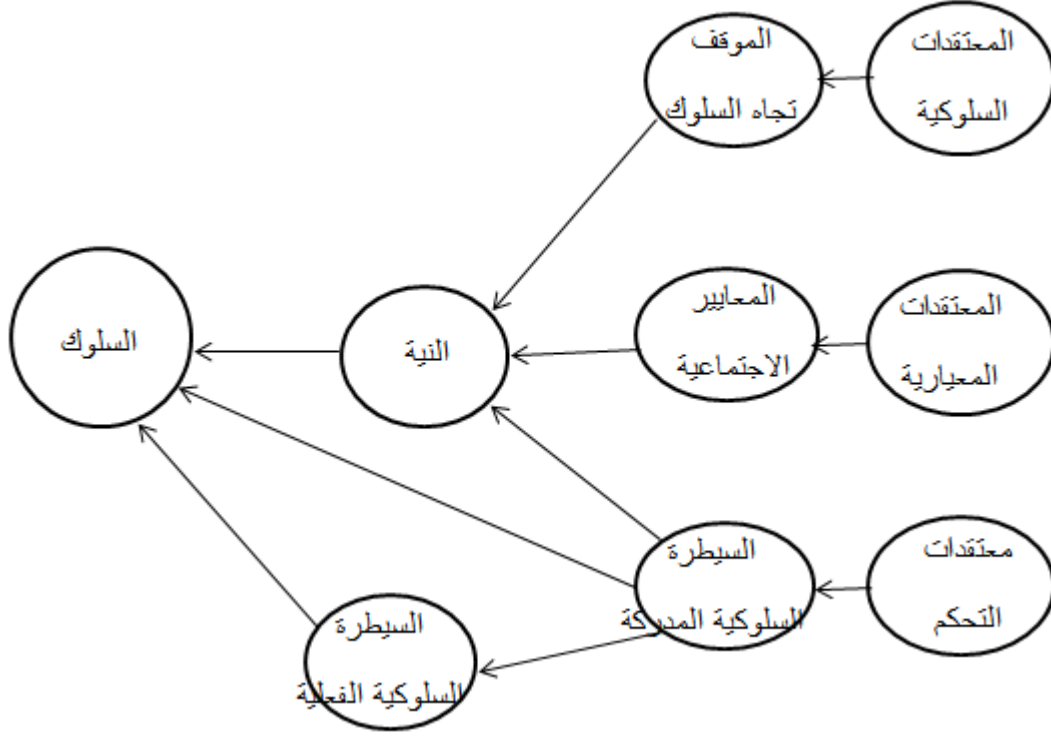 المعتقدات
السلوكية
الموقف
تجاه السلوك
المعتقدات
المعيارية
المعايير
الاجتماعية
النية
السلوك
معتقدات
التحكم
السيطرة
السلوكية المدركة
السيطرة
السلوكية الفعلية